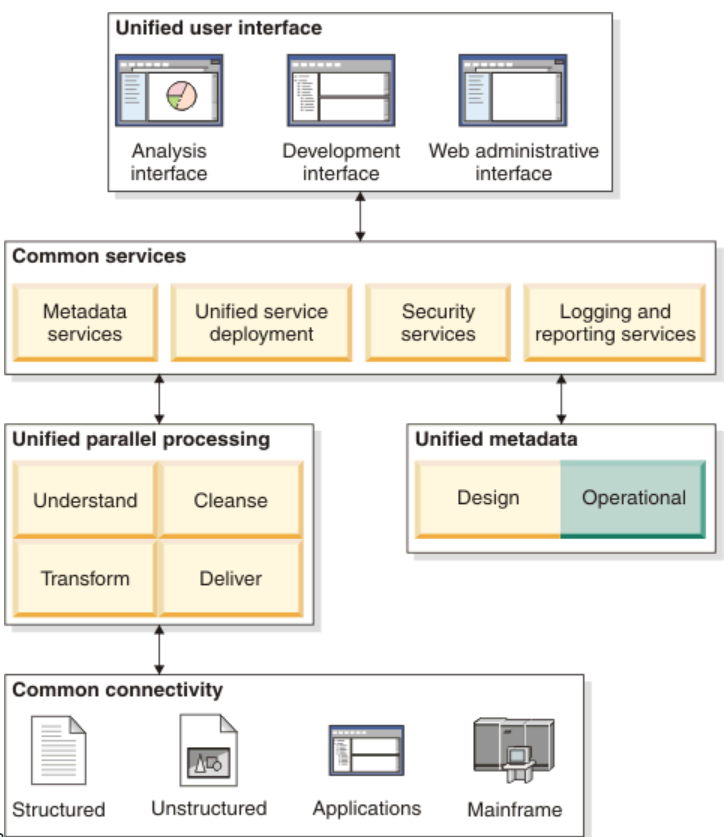 Unified user interface
Analysis
interface
Development
interface
Web administrative
interface
Common services
Metadata
services
Unified service
deployment
Security
services
Logging and
reporting services
Unified parallel processing
Understand
Cleanse
Transform
Deliver
Unified metadata
Design
Operational
Common connectivity
Structured
Unstructured
Applications
Mainframe